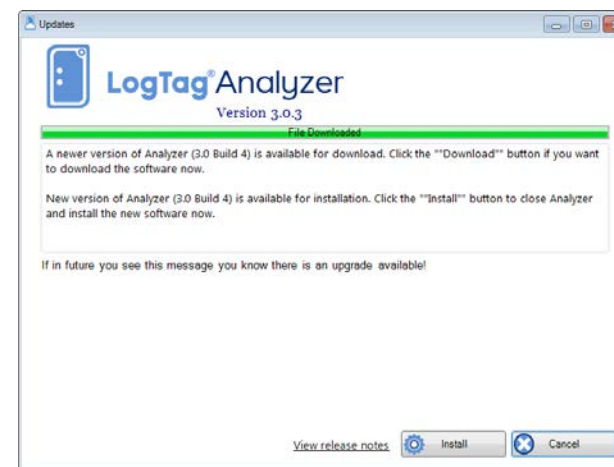 Updates
LogTag® Analyzer
Version 3.0.3
File Downloaded
A newer version of Analyzer (3.0 Build 4) is available for download. Click the ""Download"" button if you want
to download the software now.
New version of Analyzer (3.0 Build 4) is available for installation. Click the ""Install"" button to close Analyzer
and install the new software now.
If in future you see this message you know there is an upgrade available!
View release notes
Install
Cancel